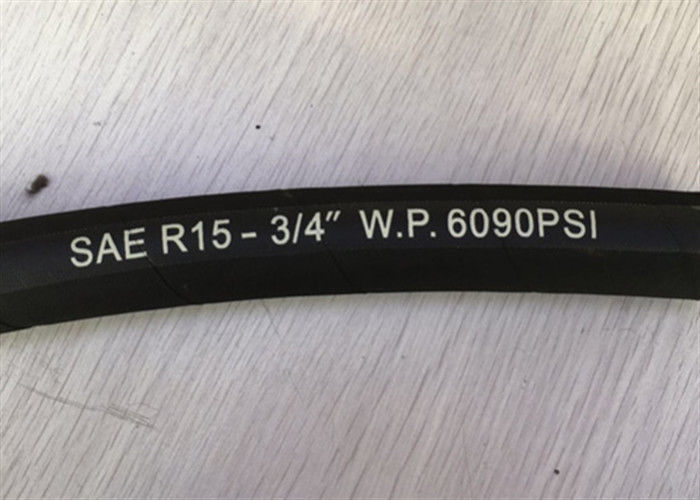 SAE R15 - 3/4" W.P. 6090PSI